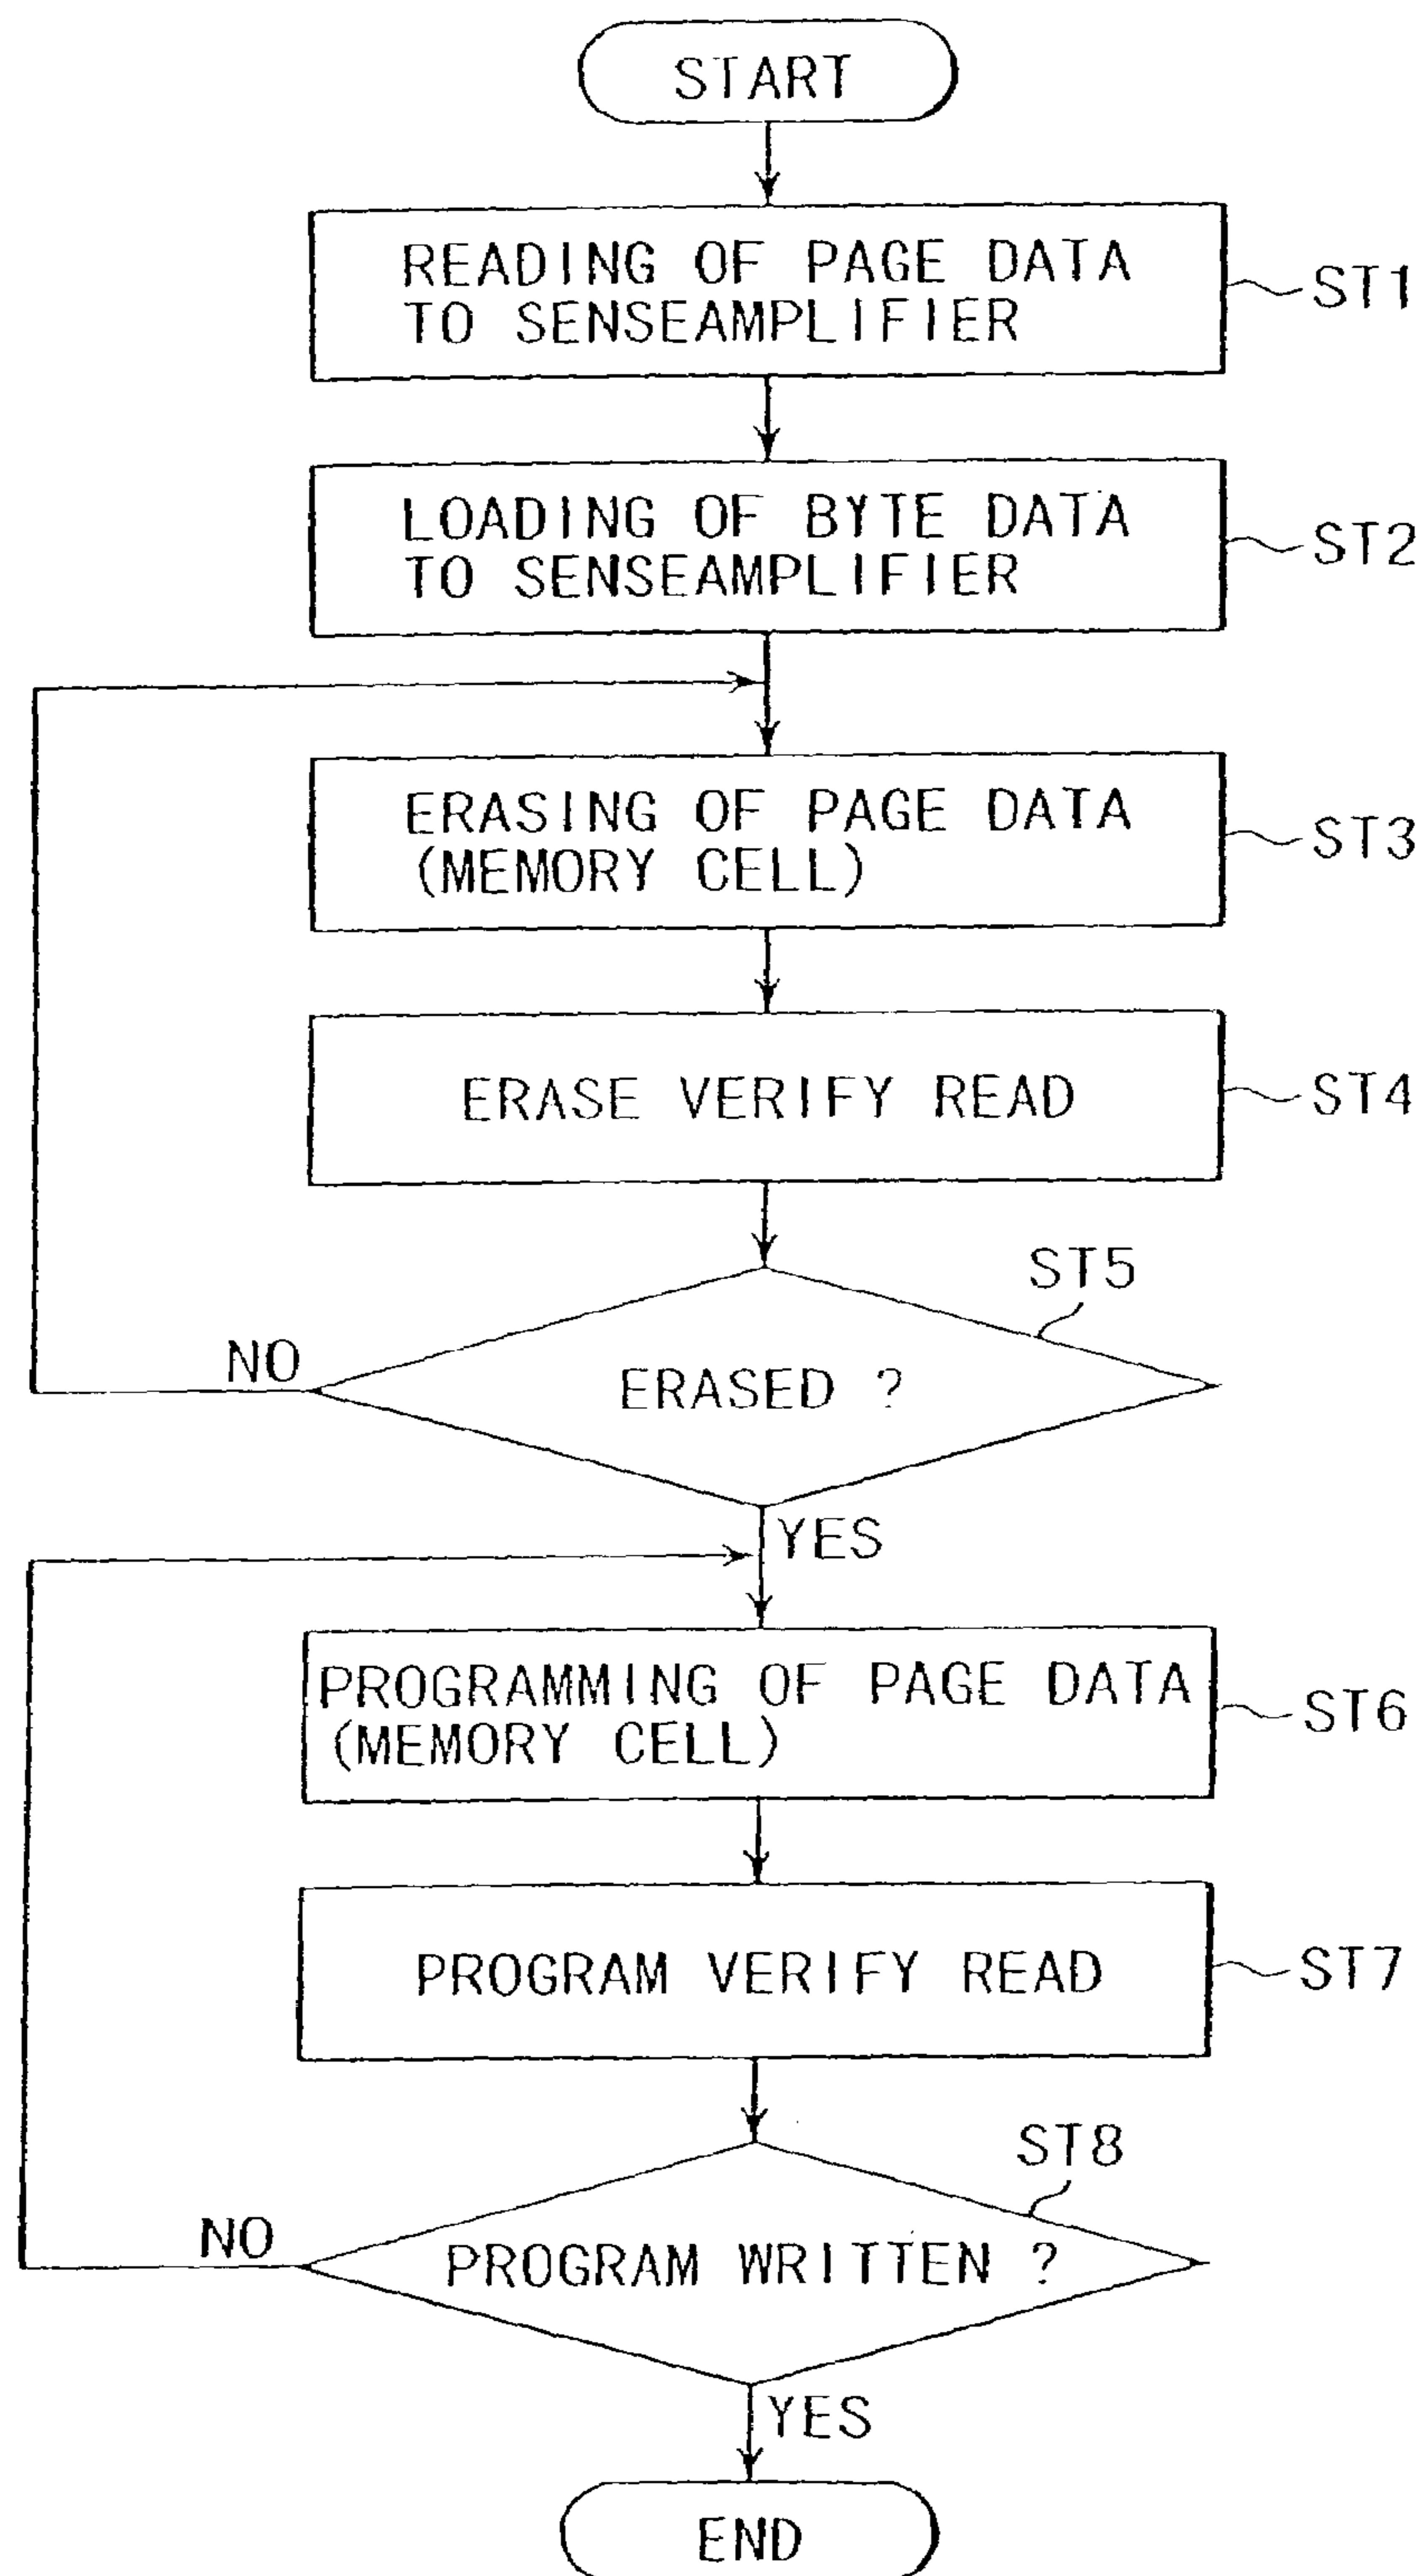 START
READING OF PAGE DATA
TO SENSEAMPLIFIER
ST1
LOADING OF BYTE DATA
TO SENSEAMPLIFIER
ST2
ERASING OF PAGE DATA
(MEMORY CELL)
ST3
ERASE VERIFY READ
ST4
ST5
NO
ERASED ?
YES
PROGRAMMING OF PAGE DATA
(MEMORY CELL)
ST6
PROGRAM VERIFY READ
ST7
ST8
NO
PROGRAM WRITTEN ?
YES
END